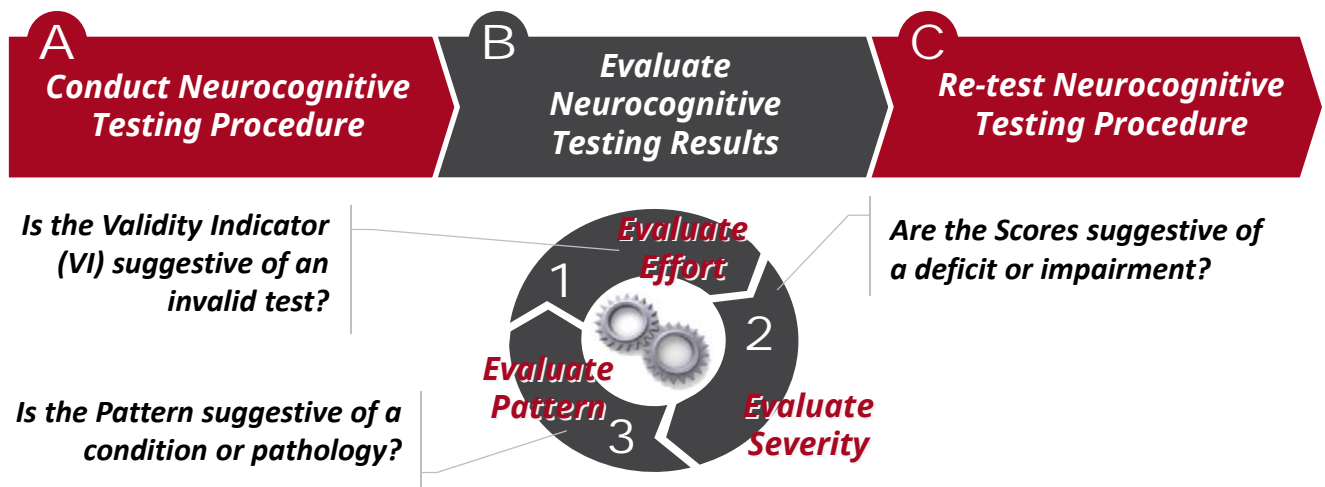 A
Conduct Neurocognitive
Testing Procedure
B
Evaluate
Neurocognitive
Testing Results
C
Re-test Neurocognitive
Testing Procedure
Is the Validity Indicator
(VI) suggestive of an
invalid test?
1
Evaluate
Effort
Are the Scores suggestive of
a deficit or impairment?
2
Evaluate
Severity
Evaluate
Pattern
3
Is the Pattern suggestive of a
condition or pathology?